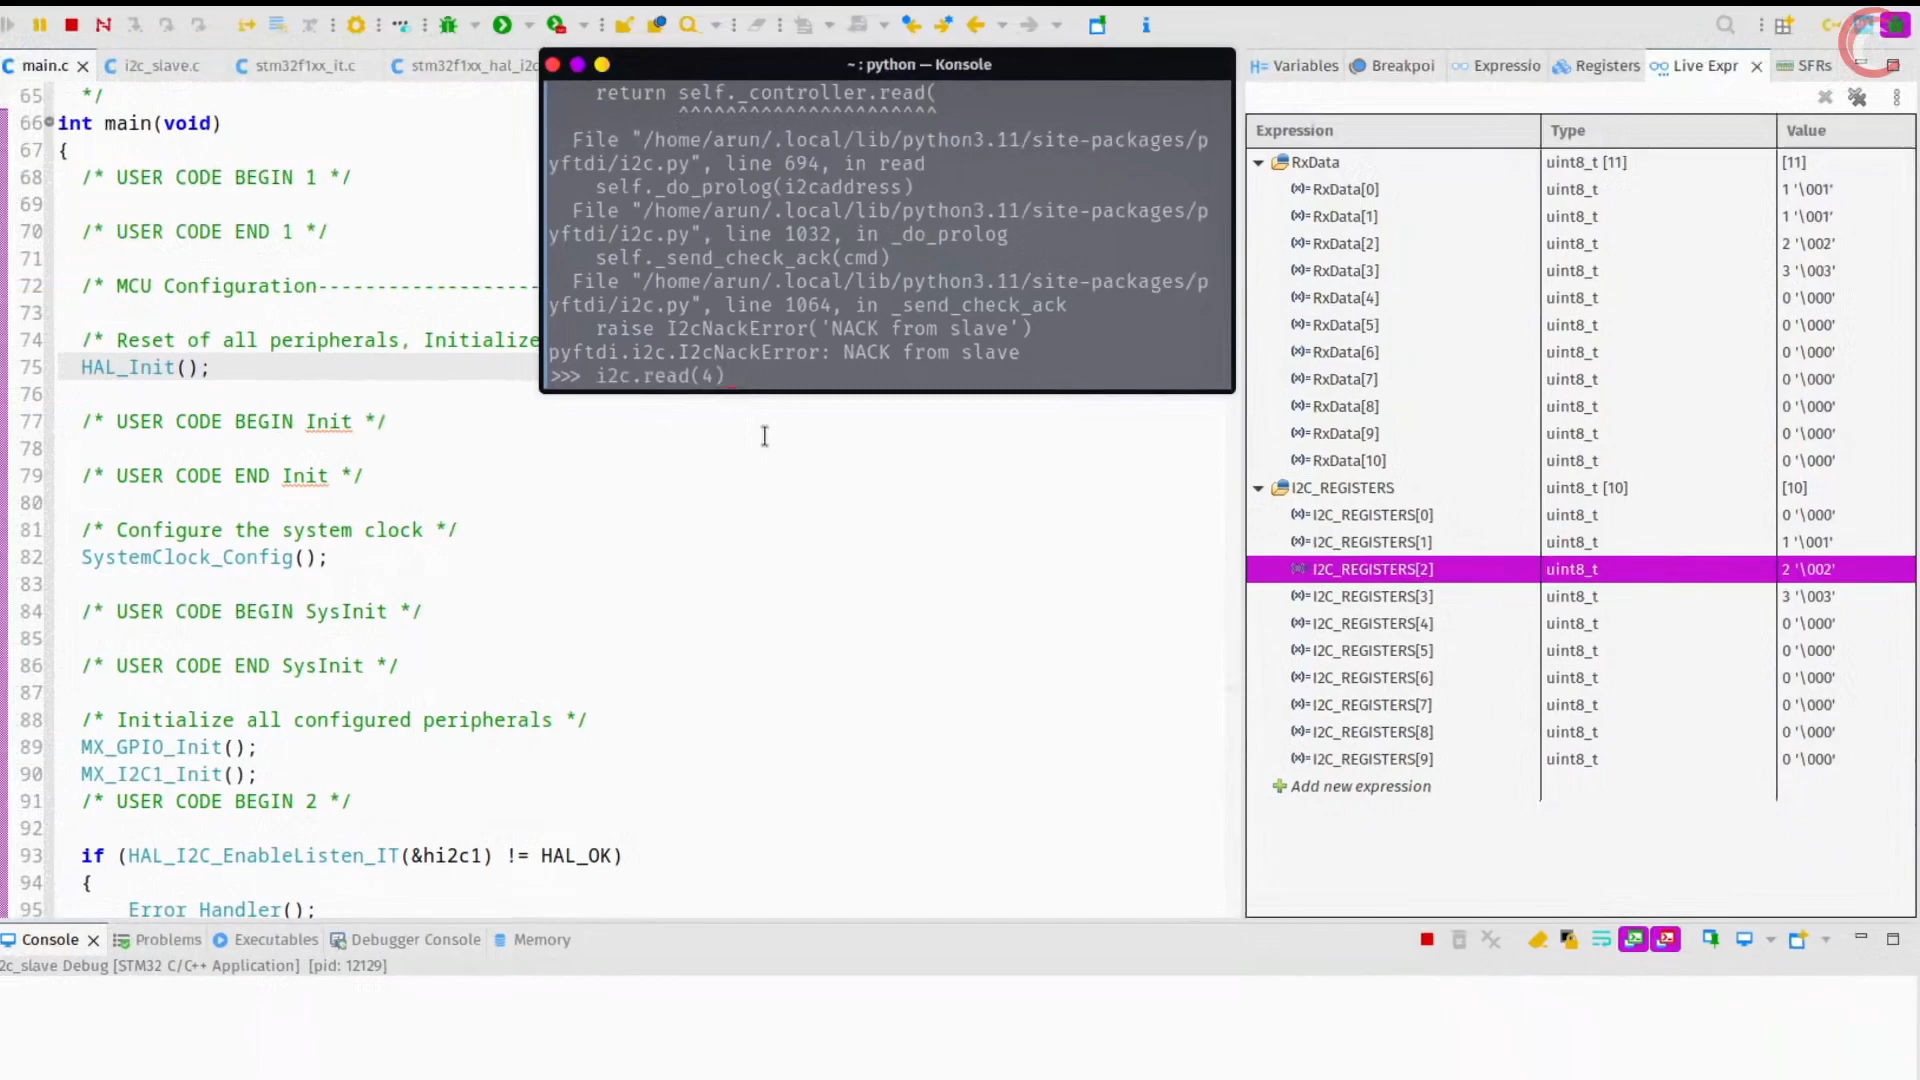 main.c
i2c_slave.c
stm32f1xx_it.c
stm32f1xx_hal_i2c
~ : python — Konsole
return self._controller.read(
^^^^^^^^^^^^^^^^^^^^^^
File "/home/arun/.local/lib/python3.11/site-packages/p
yftdi/i2c.py", line 694, in read
self._do_prolog(i2caddress)
File "/home/arun/.local/lib/python3.11/site-packages/p
yftdi/i2c.py", line 1032, in _do_prolog
self._send_check_ack(cmd)
File "/home/arun/.local/lib/python3.11/site-packages/p
yftdi/i2c.py", line 1064, in _send_check_ack
raise I2cNackError('NACK from slave')
pyftdi.i2c.I2cNackError: NACK from slave
>>> i2c.read(4)
65 */
66 int main(void)
67 {
68 /* USER CODE BEGIN 1 */
69
70 /* USER CODE END 1 */
71
72 /* MCU Configuration-------------------
73
74 /* Reset of all peripherals, Initialize
75 HAL_Init();
76
77 /* USER CODE BEGIN Init */
78
79 /* USER CODE END Init */
80
81 /* Configure the system clock */
82 SystemClock_Config();
83
84 /* USER CODE BEGIN SysInit */
85
86 /* USER CODE END SysInit */
87
88 /* Initialize all configured peripherals */
89 MX_GPIO_Init();
90 MX_I2C1_Init();
91 /* USER CODE BEGIN 2 */
92
93 if (HAL_I2C_EnableListen_IT(&hi2c1) != HAL_OK)
94 {
95 Error_Handler();
Variables
Breakpoi
Expressio
Registers
Live Expr
SFRs
Expression Type Value
RxData uint8_t [11] [11]
RxData[0] uint8_t 1 '\001'
RxData[1] uint8_t 1 '\001'
RxData[2] uint8_t 2 '\002'
RxData[3] uint8_t 3 '\003'
RxData[4] uint8_t 0 '\000'
RxData[5] uint8_t 0 '\000'
RxData[6] uint8_t 0 '\000'
RxData[7] uint8_t 0 '\000'
RxData[8] uint8_t 0 '\000'
RxData[9] uint8_t 0 '\000'
RxData[10] uint8_t 0 '\000'
I2C_REGISTERS uint8_t [10] [10]
I2C_REGISTERS[0] uint8_t 0 '\000'
I2C_REGISTERS[1] uint8_t 1 '\001'
I2C_REGISTERS[2] uint8_t 2 '\002'
I2C_REGISTERS[3] uint8_t 3 '\003'
I2C_REGISTERS[4] uint8_t 0 '\000'
I2C_REGISTERS[5] uint8_t 0 '\000'
I2C_REGISTERS[6] uint8_t 0 '\000'
I2C_REGISTERS[7] uint8_t 0 '\000'
I2C_REGISTERS[8] uint8_t 0 '\000'
I2C_REGISTERS[9] uint8_t 0 '\000'
Add new expression
Console
Problems
Executables
Debugger Console
Memory
2c_slave Debug [STM32 C/C++ Application] [pid: 12129]